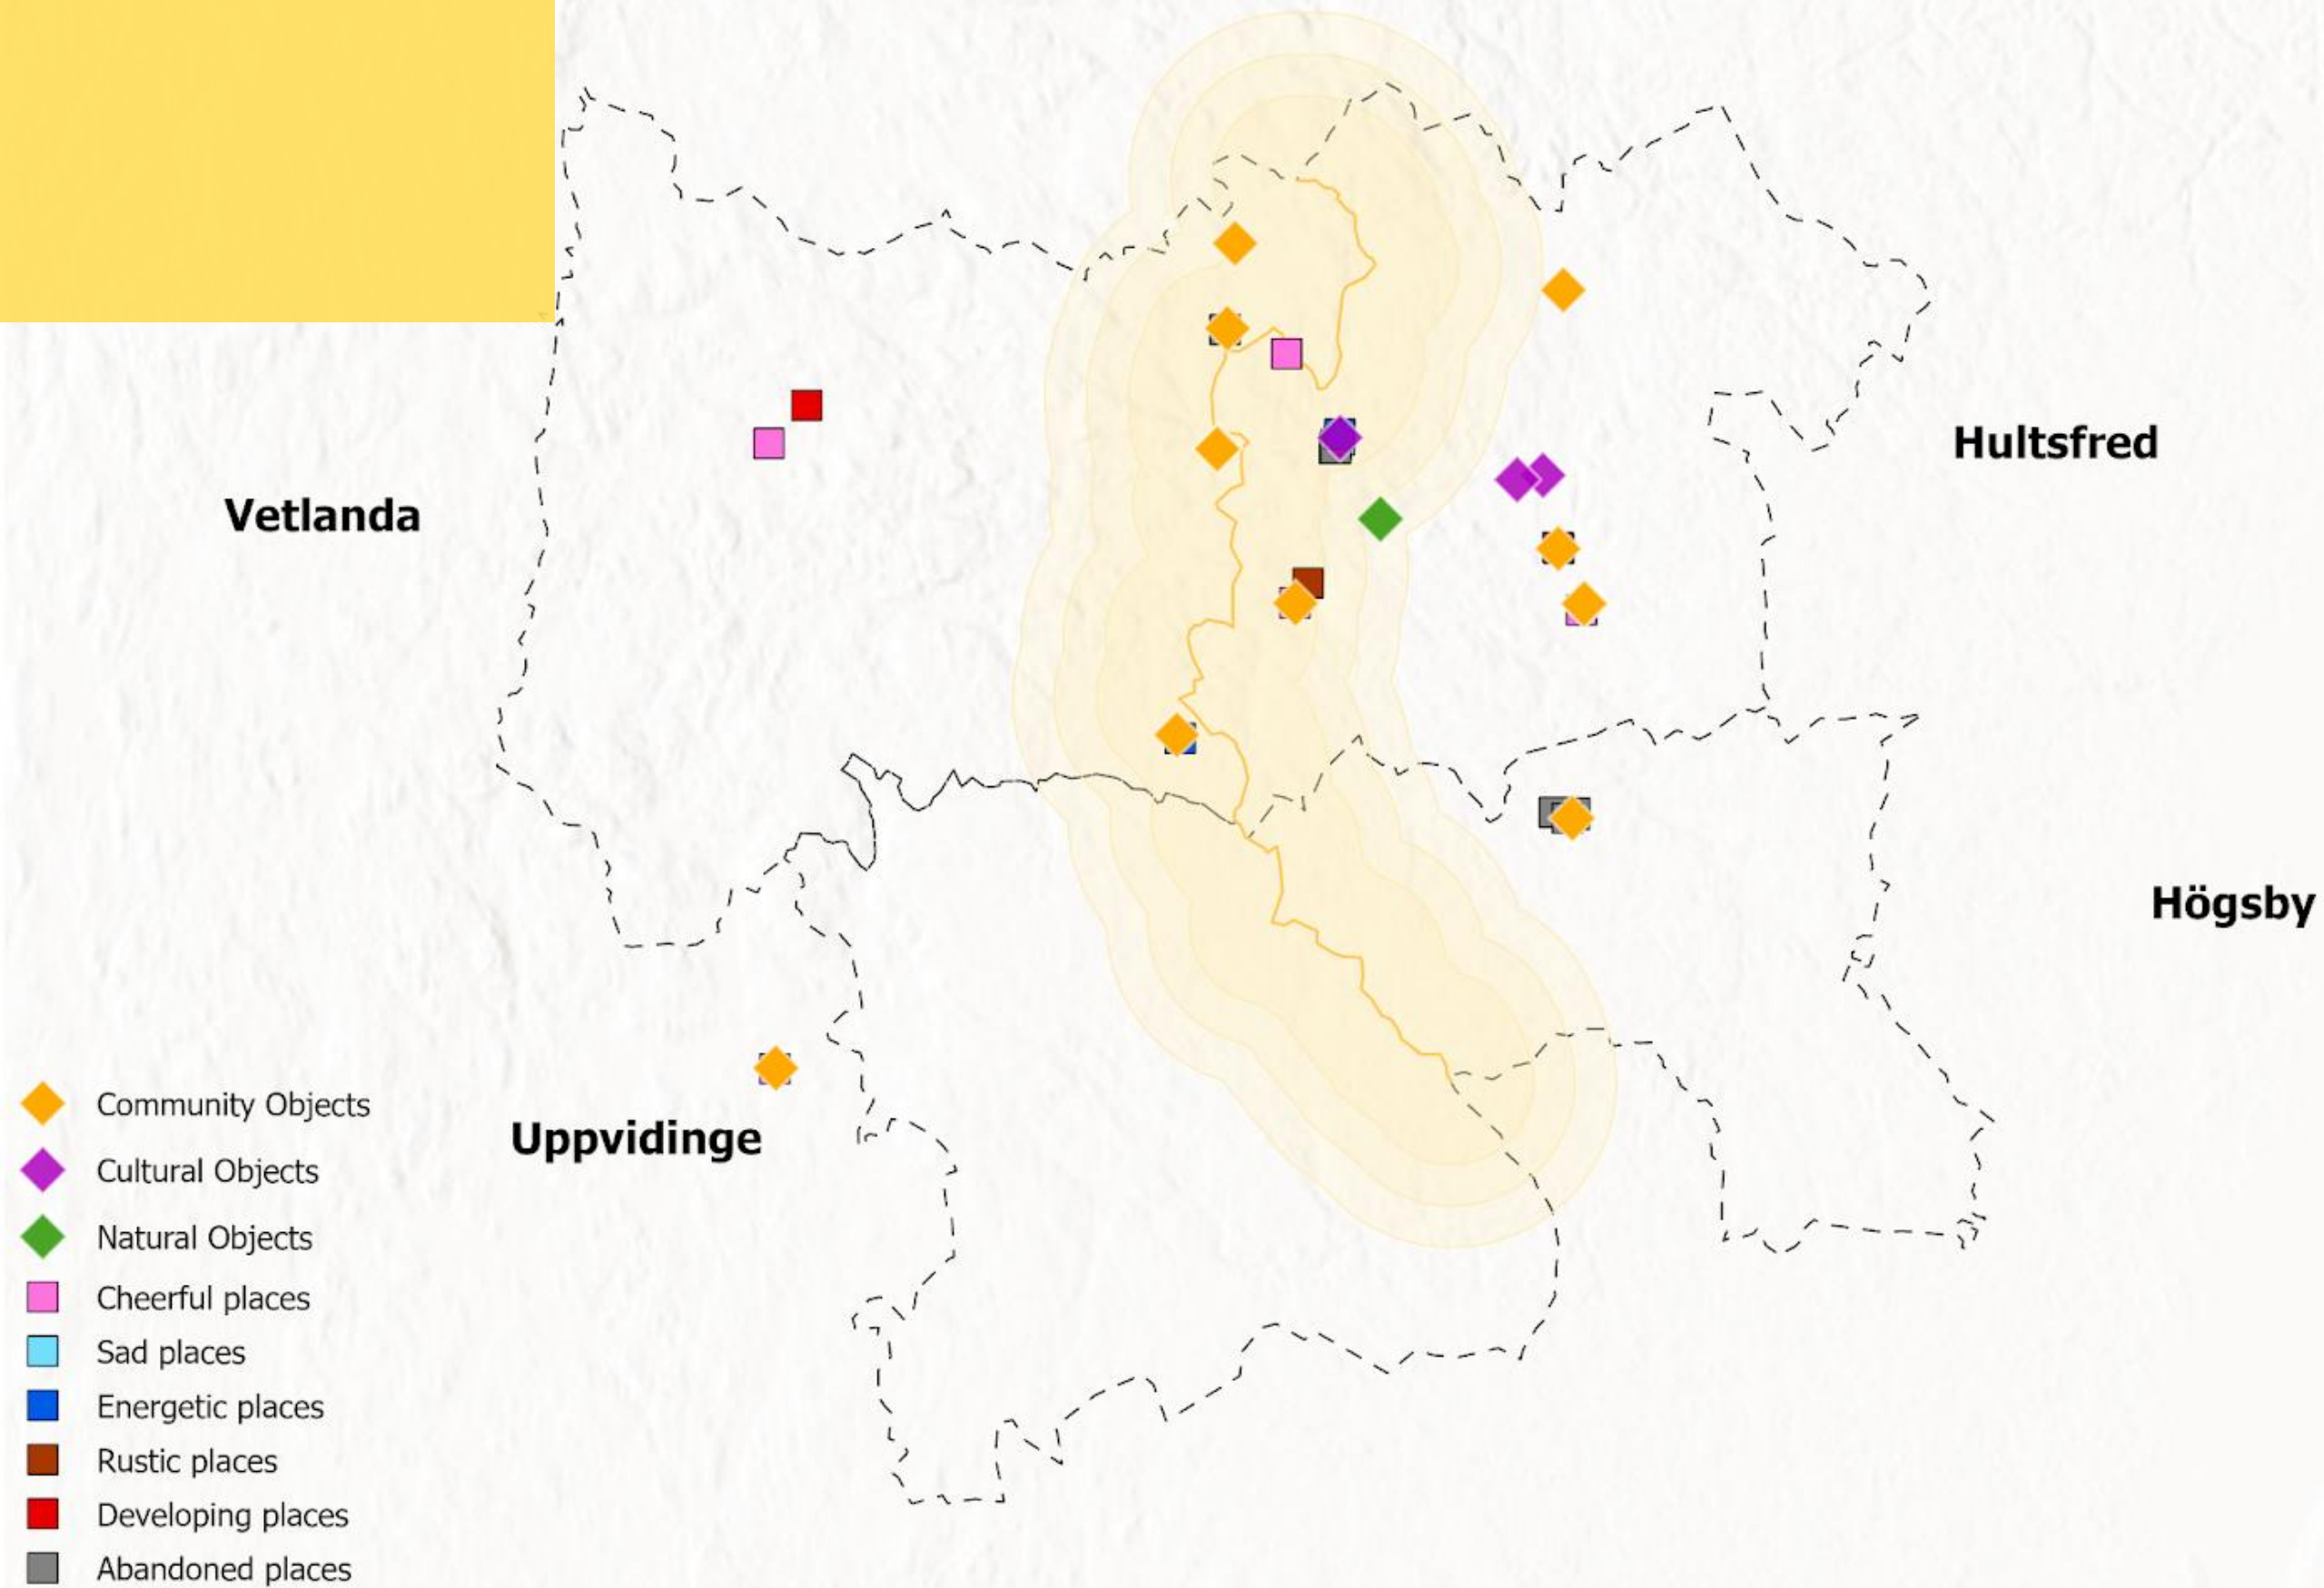 Hultsfred
Vetlanda
Högsby
Uppvidinge
Community Objects
Cultural Objects
Natural Objects
Cheerful places
Sad places
Energetic places
Rustic places
Developing places
Abandoned places